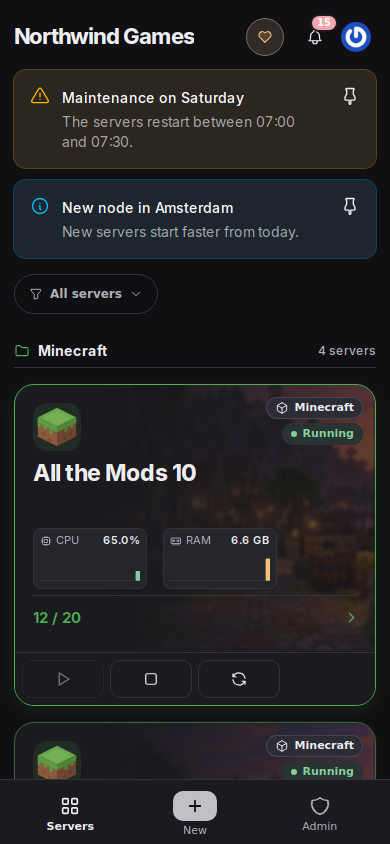 Northwind Games
15
Maintenance on Saturday
The servers restart between 07:00
and 07:30.
New node in Amsterdam
New servers start faster from today.
All servers
Minecraft
4 servers
Minecraft
Running
All the Mods 10
CPU 65.0%
RAM 6.6 GB
12 / 20
Minecraft
Running
Servers
New
Admin